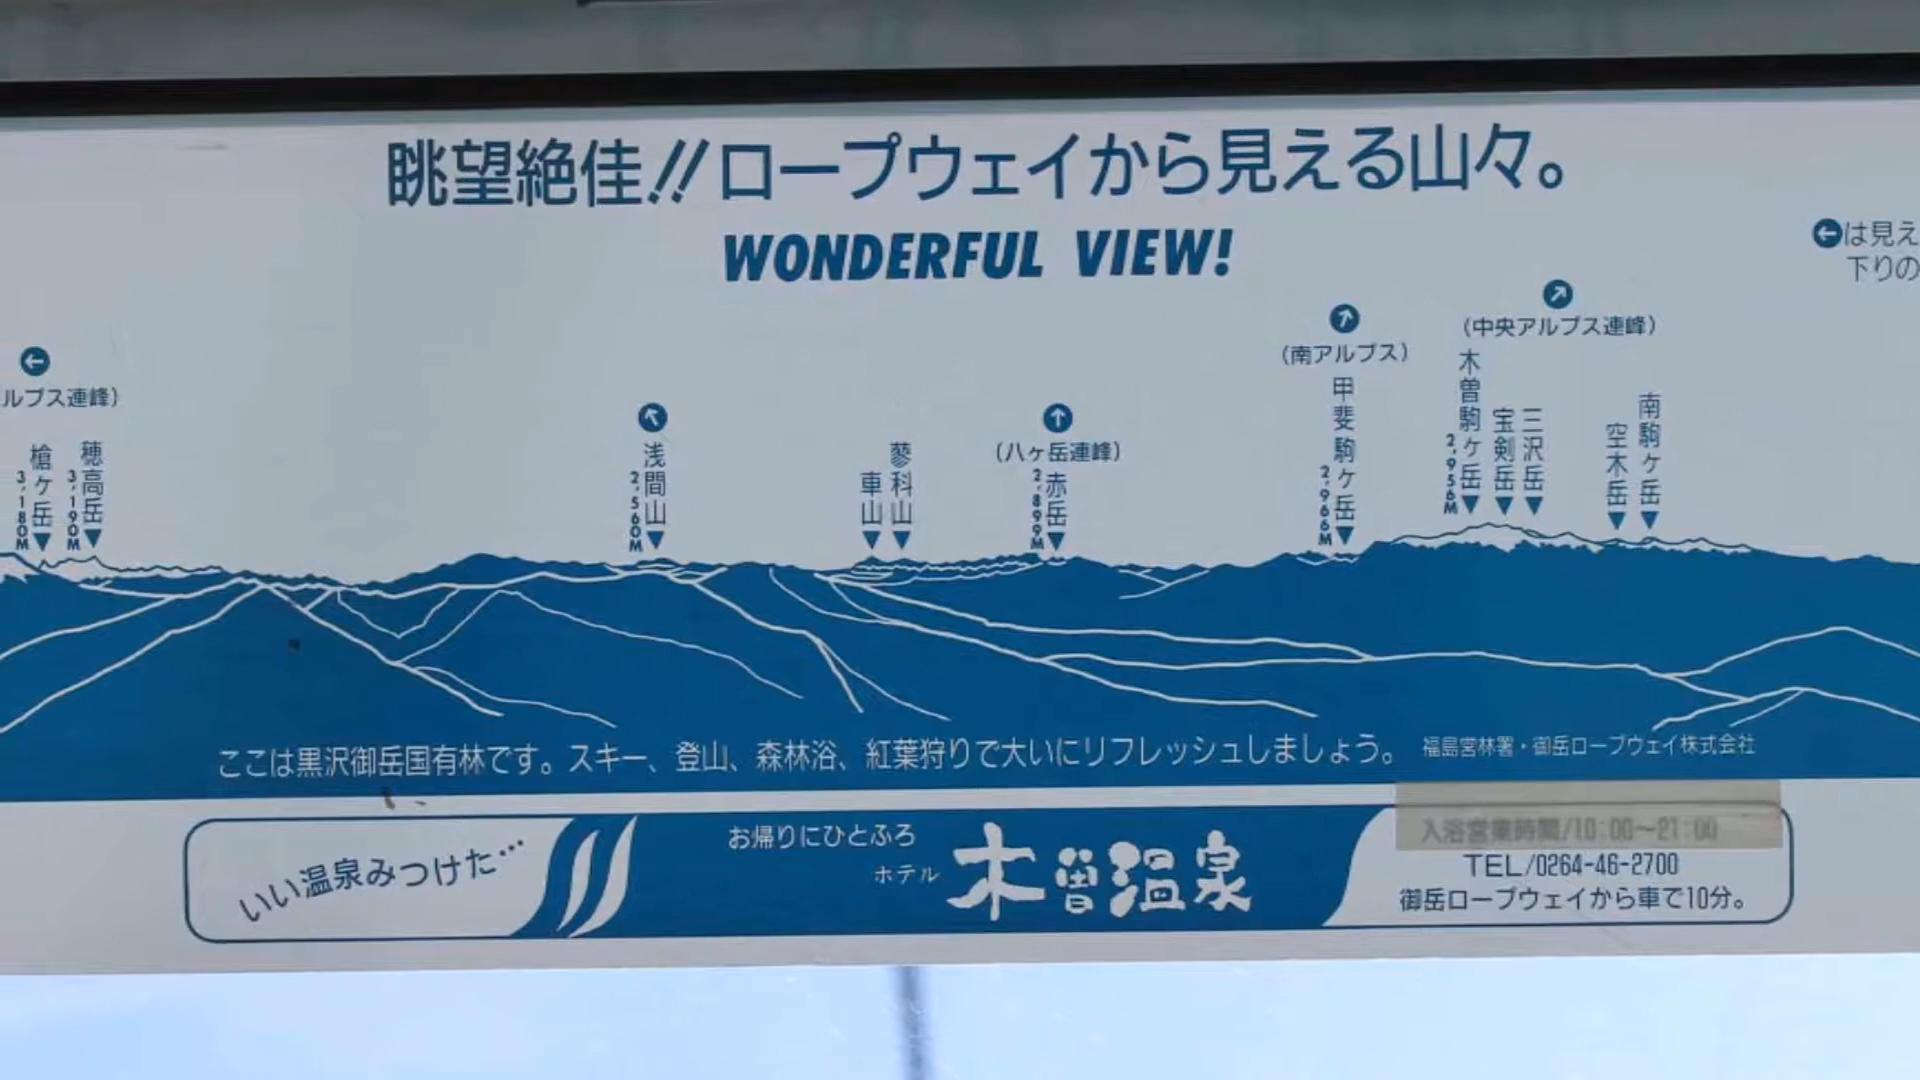 眺望絶佳!!ロープウェイから見える山々。
WONDERFUL VIEW!
←は見え
下りの
←
ルプス連峰)
槍ヶ岳
3,180M
穂高岳
3,190M
↖
浅間山
2,560M
車山
蓼科山
↑
(八ヶ岳連峰)
赤岳
2,899M
↑
(南アルプス)
甲斐駒ヶ岳
2,966M
↗
(中央アルプス連峰)
木曽駒ヶ岳
2,956M
宝剣岳
三沢岳
空木岳
南駒ヶ岳
ここは黒沢御岳国有林です。スキー、登山、森林浴、紅葉狩りで大いにリフレッシュしましょう。 福島営林署・御岳ロープウェイ株式会社
いい温泉みつけた…
お帰りにひとふろ
ホテル 木曽温泉
入浴営業時間/10:00〜21:00
TEL/0264-46-2700
御岳ロープウェイから車で10分。